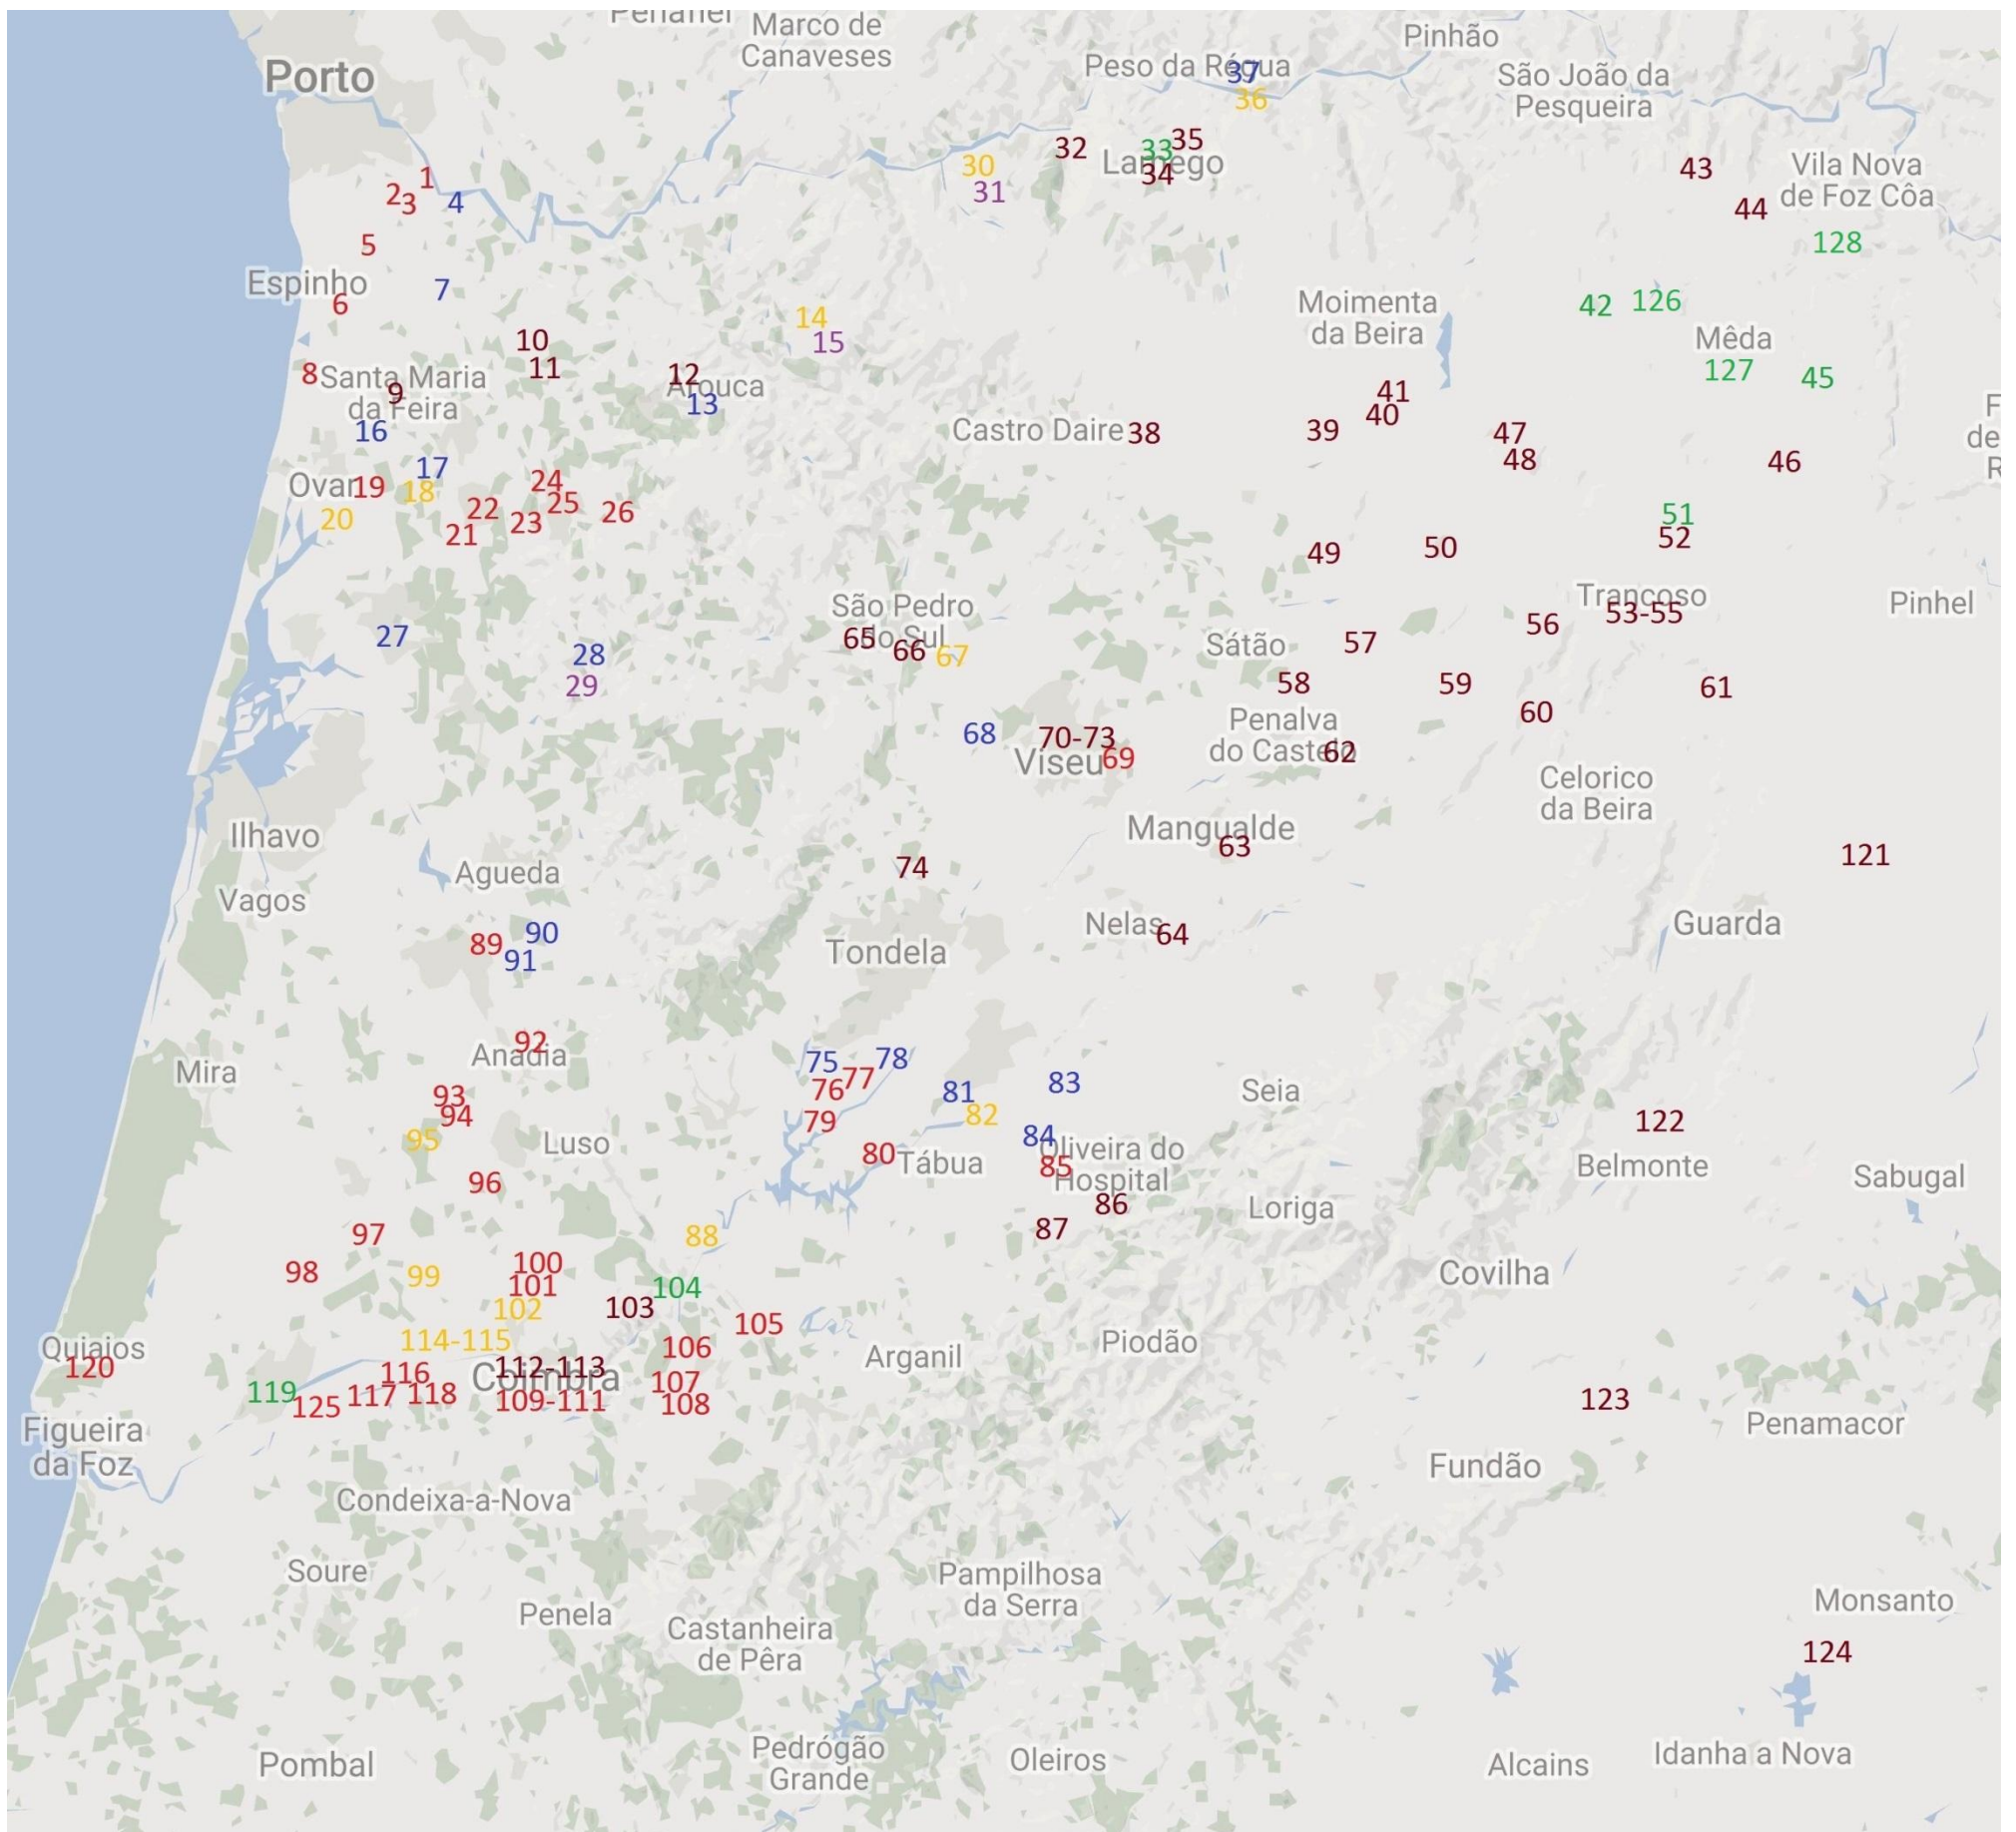 Penafiel
Marco de
Canaveses
Pinhão
Porto
Peso da Régua
37
São João da
Pesqueira
36
32
33
35
Lamego
34
30
31
43
Vila Nova
de Foz Côa
44
1
2
3
4
128
5
Espinho
6
7
Moimenta
da Beira
42
126
14
15
Mêda
127
45
10
11
8
Santa Maria
da Feira
9
12
Arouca
13
41
40
16
Castro Daire
38
39
47
48
46
17
Ovar
19
18
20
24
25
22
23
26
21
51
52
49
50
São Pedro
do Sul
65
66
67
Trancoso
53-55
56
Pinhel
27
28
29
Sátão
57
58
59
60
61
68
70-73
Viseu
69
Penalva
do Castelo
62
Celorico
da Beira
Ilhavo
Mangualde
63
121
Agueda
74
Vagos
Nelas
64
Guarda
89
90
91
Tondela
92
Anadia
Mira
75
78
77
76
79
81
82
83
Seia
93
94
95
Luso
80
Tábua
84
Oliveira do
Hospital
85
86
87
122
Belmonte
Sabugal
96
Loriga
97
88
98
99
100
101
102
103
104
Covilha
105
106
Arganil
Piodão
114-115
Quiaios
120
112-113
Coimbra
109-111
116
117
118
107
108
119
125
123
Figueira
da Foz
Penamacor
Fundão
Condeixa-a-Nova
Soure
Pampilhosa
da Serra
Penela
Castanheira
de Pêra
Monsanto
124
Pombal
Pedrógão
Grande
Oleiros
Alcains
Idanha a Nova